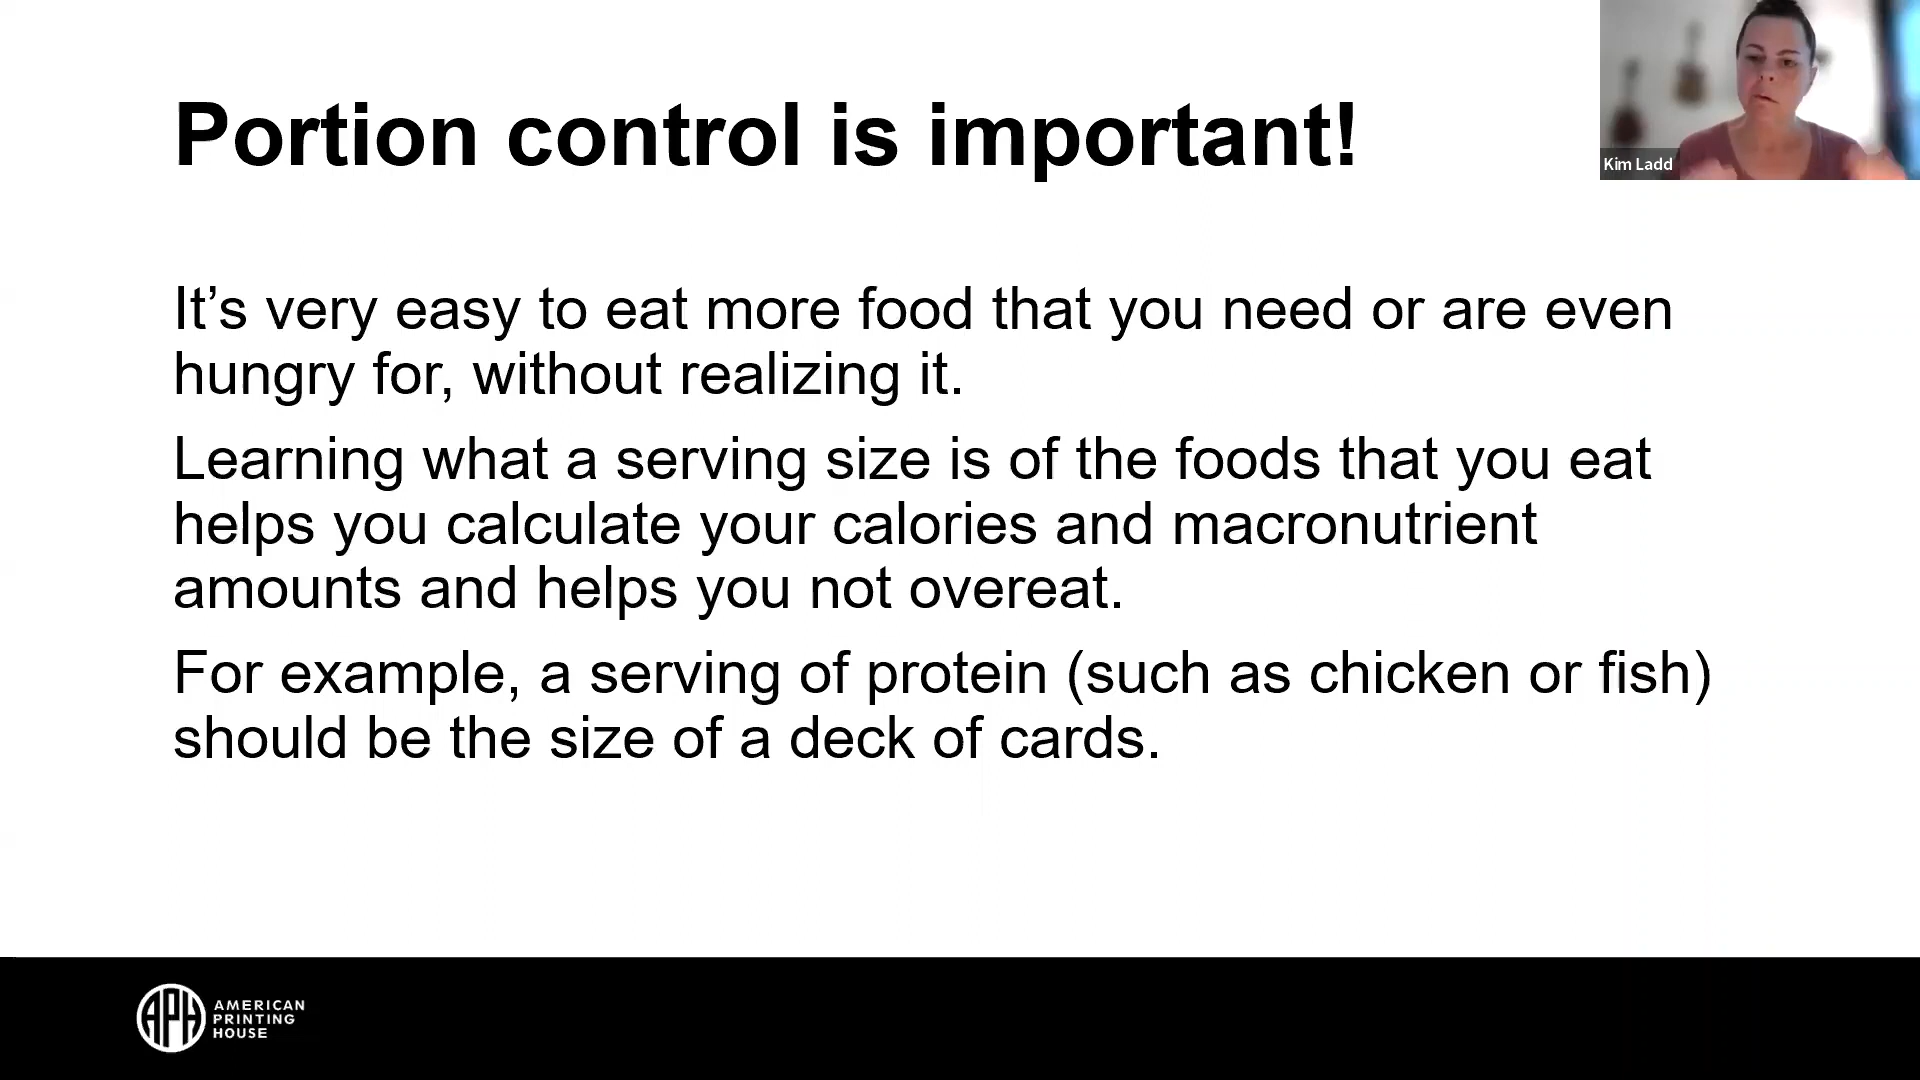 Portion control is important!
Kim Ladd
It’s very easy to eat more food that you need or are even
hungry for, without realizing it.
Learning what a serving size is of the foods that you eat
helps you calculate your calories and macronutrient
amounts and helps you not overeat.
For example, a serving of protein (such as chicken or fish)
should be the size of a deck of cards.
APH
AMERICAN
PRINTING
HOUSE